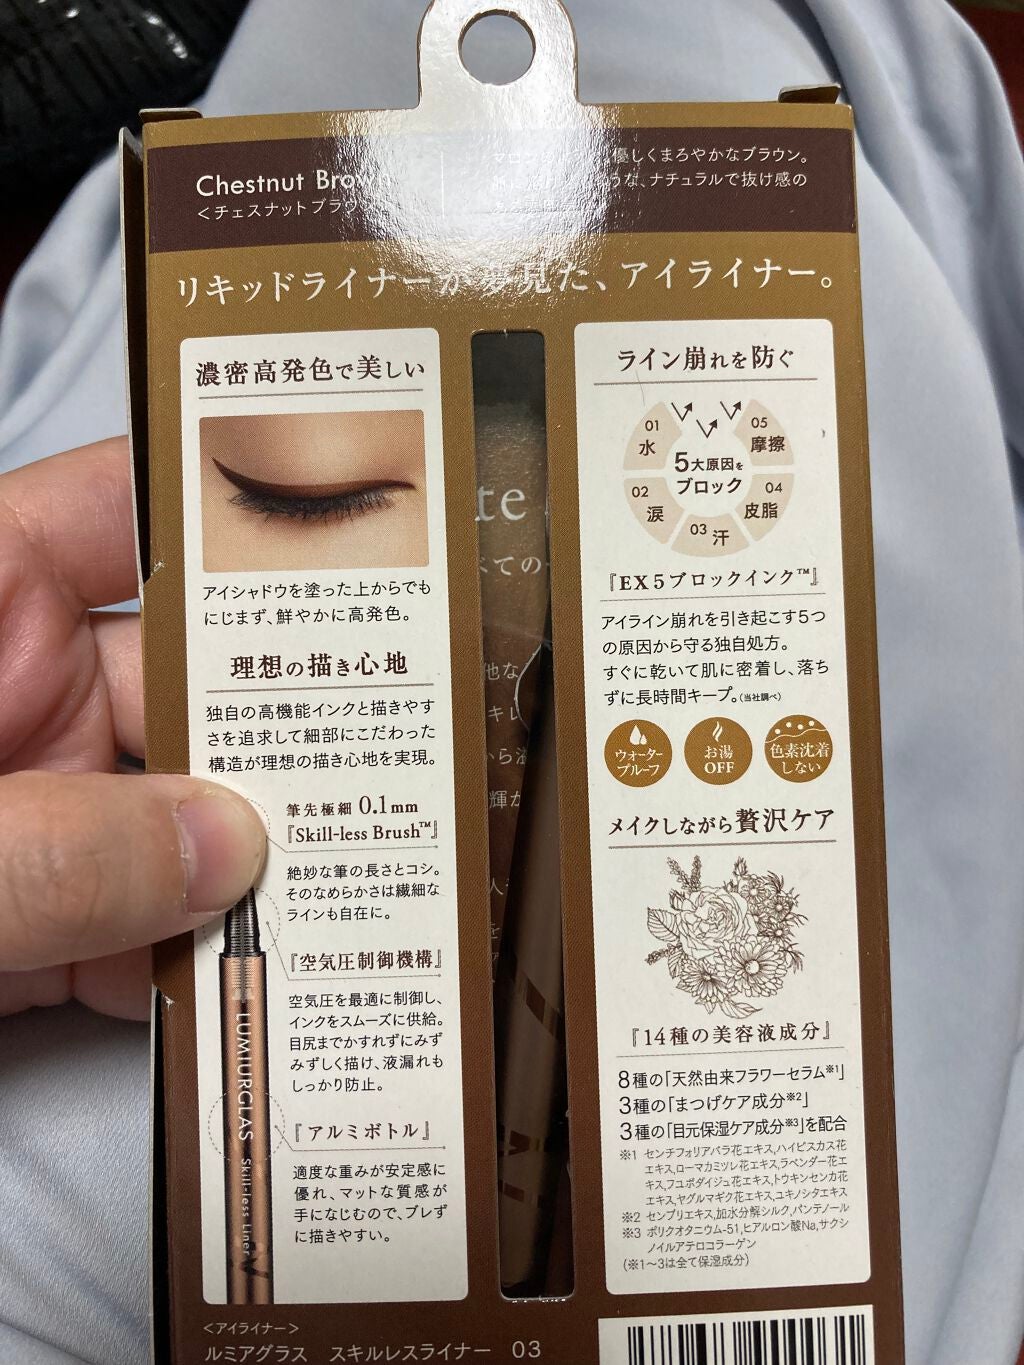 Chestnut Brown
<チェスナットブラウ
優しくまろやかなブラウン。
うな、ナチュラルで抜け感の
リキッドライナーが夢見た、アイライナー。
濃密高発色で美しい
アイシャドウを塗った上からでも
にじまず、鮮やかに高発色。
理想の描き心地
独自の高機能インクと描きやす
さを追求して細部にこだわった
構造が理想の描き心地を実現。
筆先極細 0.1mm
『Skill-less Brush™』
絶妙な筆の長さとコシ。
そのなめらかさは繊細な
ラインも自在に。
『空気圧制御機構』
空気圧を最適に制御し、
インクをスムーズに供給。
目尻までかすれずにみず
みずしく描け、液漏れも
しっかり防止。
『アルミボトル』
適度な重みが安定感に
優れ、マットな質感が
手になじむので、ブレず
に描きやすい。
LUMIURGLAS Skill-less Liner
te
べての
他な
キレ
から
輝か
人
を
ライン崩れを防ぐ
01
水
02
涙
03 汗
04
皮脂
05
摩擦
5大原因を
ブロック
『EX5ブロックインク™』
アイライン崩れを引き起こす5つ
の原因から守る独自処方。
すぐに乾いて肌に密着し、落ち
ずに長時間キープ。(当社調べ)
ウォーター
プルーフ
お湯
OFF
色素沈着
しない
メイクしながら贅沢ケア
『14種の美容液成分』
8種の「天然由来フラワーセラム※1」
3種の「まつげケア成分※2」
3種の「目元保湿ケア成分※3」を配合
※1 センチフォリアバラ花エキス,ハイビスカス花
エキス,ローマカミツレ花エキス,ラベンダー花エ
キス,フユボダイジュ花エキス,トウキンセンカ花
エキス,ヤグルマギク花エキス,ユキノシタエキス
※2 センブリエキス,加水分解シルク,パンテノール
※3 ポリクオタニウム-51,ヒアルロン酸Na,サクシ
ノイルアテロコラーゲン
(※1〜3は全て保湿成分)
<アイライナー>
ルミアグラス スキルレスライナー 03